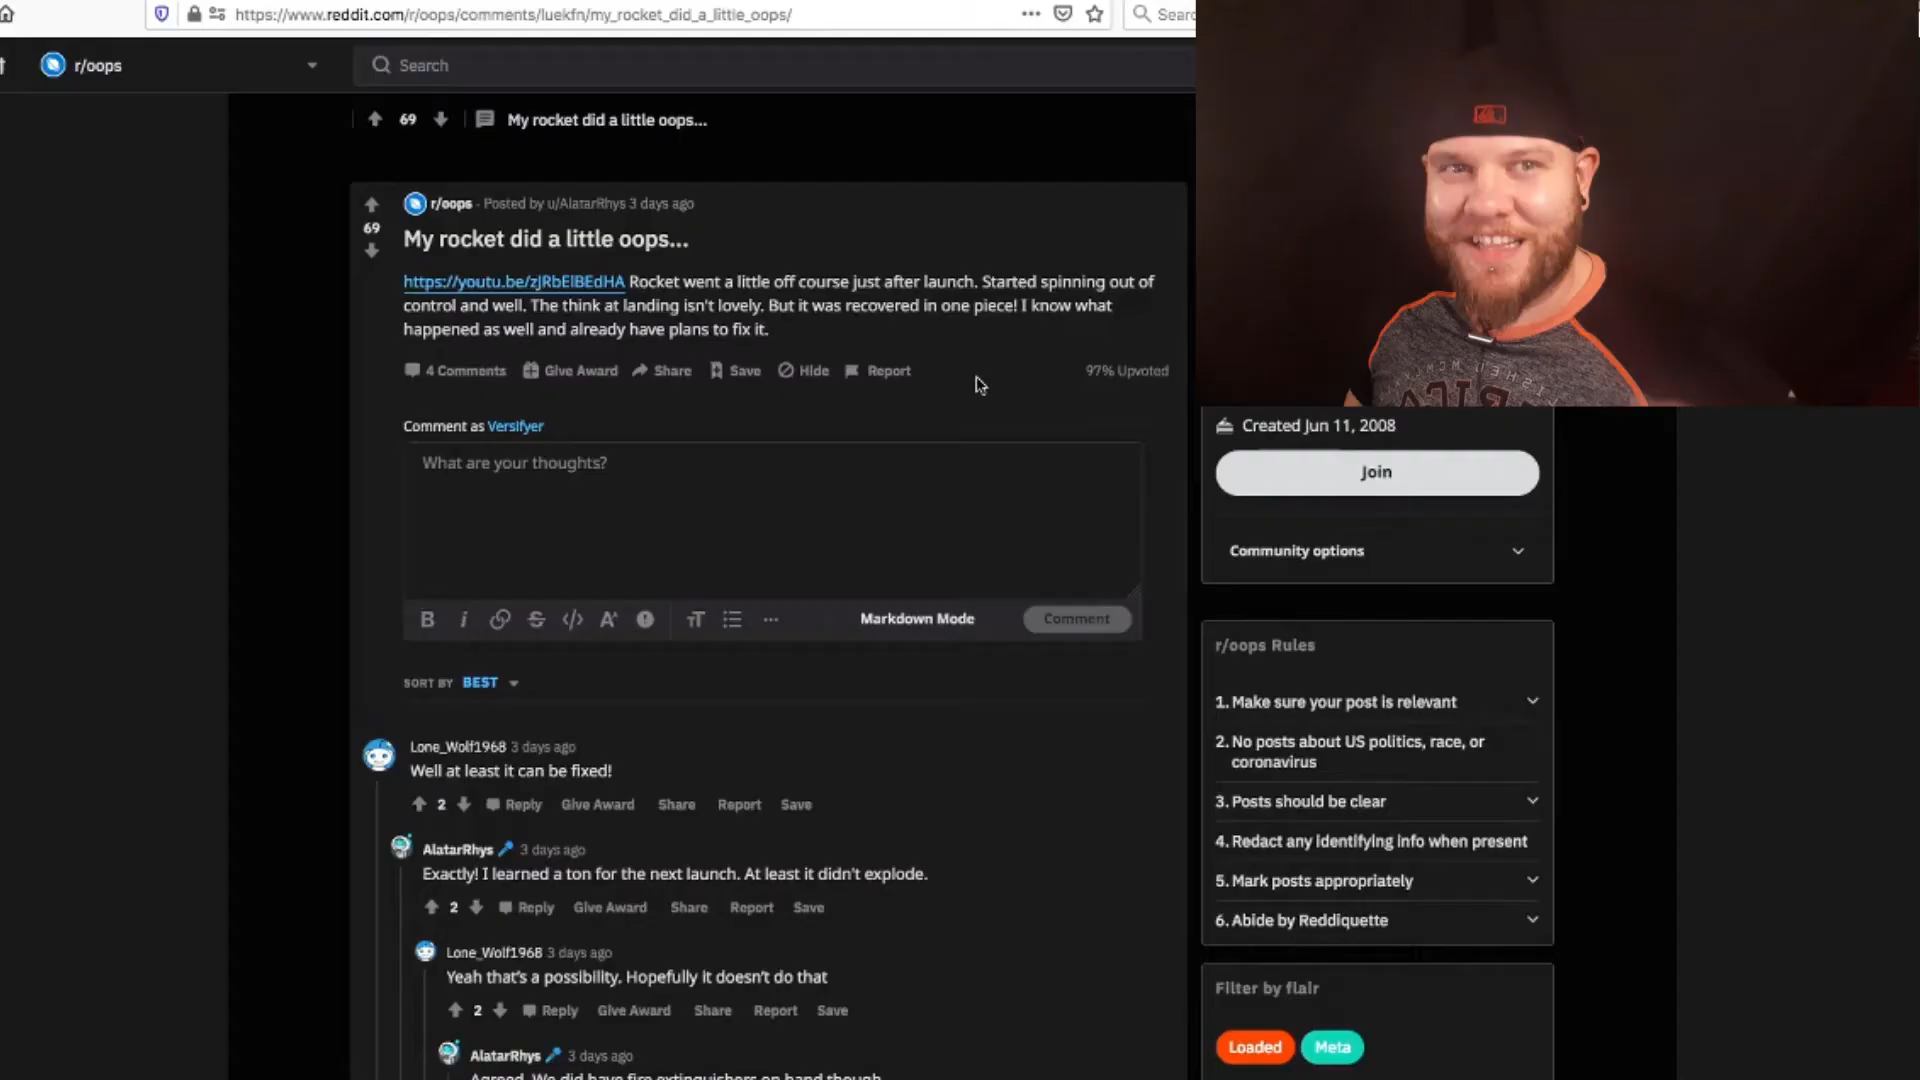 https://www.reddit.com/r/oops/comments/luekfn/my_rocket_did_a_little_oops/
r/oops
Search
69 My rocket did a little oops...
r/oops · Posted by u/AlatarRhys 3 days ago
69
My rocket did a little oops...
https://youtu.be/zJRbElBEdHA Rocket went a little off course just after launch. Started spinning out of
control and well. The think at landing isn't lovely. But it was recovered in one piece! I know what
happened as well and already have plans to fix it.
4 Comments Give Award Share Save Hide Report 97% Upvoted
Comment as Versifyer
What are your thoughts?
Markdown Mode Comment
SORT BY BEST
Lone_Wolf1968 3 days ago
Well at least it can be fixed!
2 Reply Give Award Share Report Save
AlatarRhys 3 days ago
Exactly! I learned a ton for the next launch. At least it didn't explode.
2 Reply Give Award Share Report Save
Lone_Wolf1968 3 days ago
Yeah that's a possibility. Hopefully it doesn't do that
2 Reply Give Award Share Report Save
AlatarRhys 3 days ago
Agreed. We did have fire extinguishers on hand though
Created Jun 11, 2008
Join
Community options
r/oops Rules
1. Make sure your post is relevant
2. No posts about US politics, race, or
coronavirus
3. Posts should be clear
4. Redact any identifying info when present
5. Mark posts appropriately
6. Abide by Reddiquette
Filter by flair
Loaded Meta